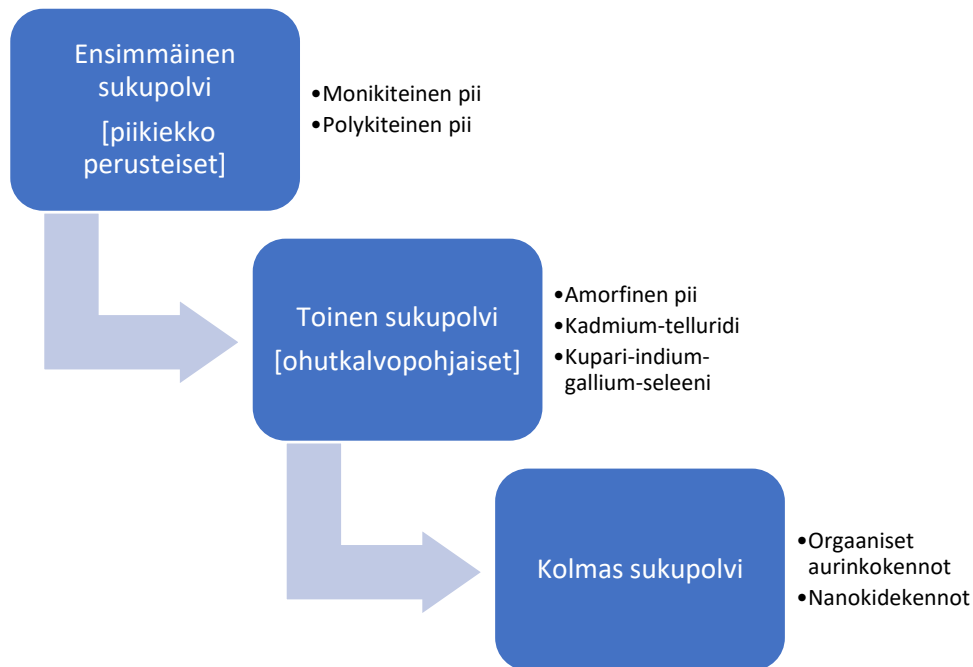 Ensimmäinen
sukupolvi
[piikiekko
perusteiset]
•Monikiteinen pii
•Polykiteinen pii
Toinen sukupolvi
[ohutkalvopohjaiset]
•Amorfinen pii
•Kadmium-telluridi
•Kupari-indium-
gallium-seleeni
Kolmas sukupolvi
•Orgaaniset
aurinkokennot
•Nanokidekennot